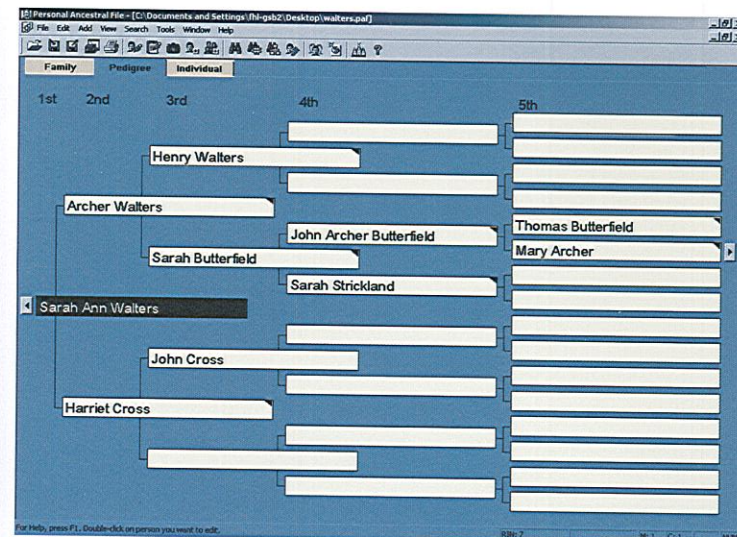 Personal Ancestral File - [C:\Documents and Settings\fhl-gsb2\Desktop\walters.paf]
File Edit Add View Search Tools Window Help
Family Pedigree Individual
1st 2nd 3rd 4th 5th
Henry Walters
Archer Walters
John Archer Butterfield
Thomas Butterfield
Sarah Butterfield
Mary Archer
Sarah Strickland
Sarah Ann Walters
John Cross
Harriet Cross
For Help, press F1. Double-click on person you want to edit.
RIN: 7